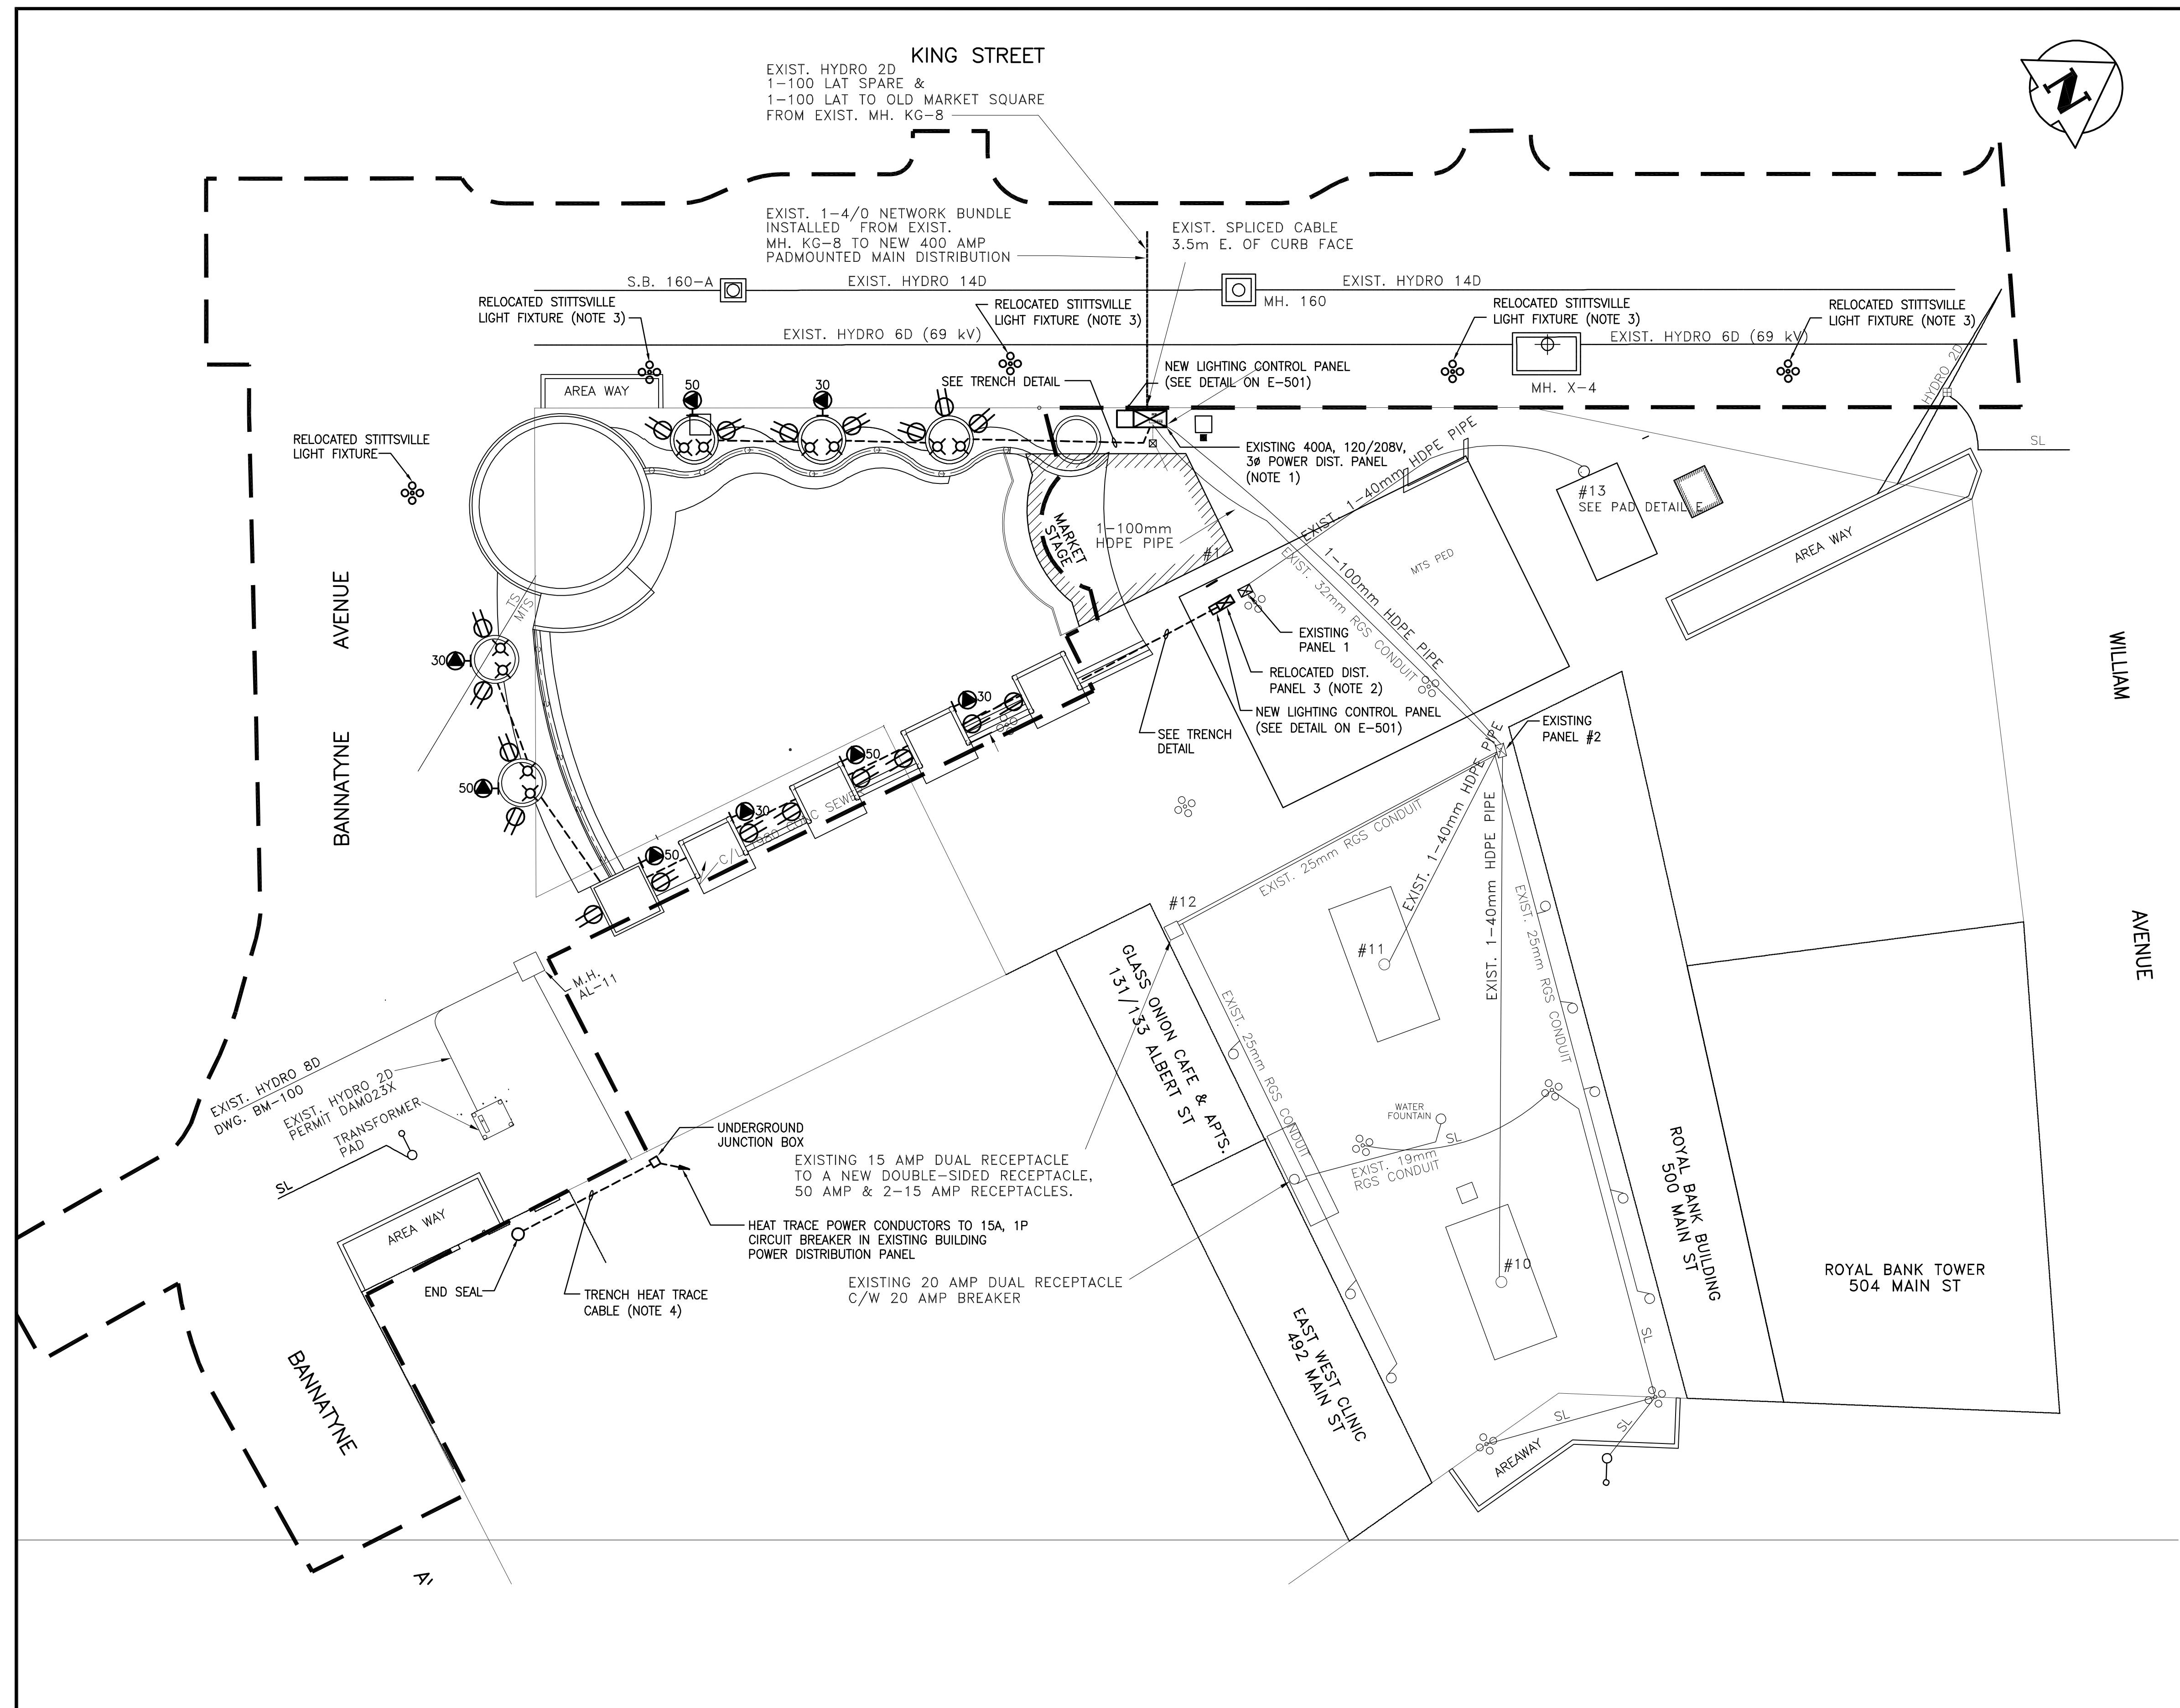 KING STREET
EXIST. HYDRO 2D
1-100 LAT SPARE &
1-100 LAT TO OLD MARKET SQUARE
FROM EXIST. MH. KG-8
N
EXIST. 1-4/0 NETWORK BUNDLE
INSTALLED FROM EXIST.
MH. KG-8 TO NEW 400 AMP
PADMOUNTED MAIN DISTRIBUTION
EXIST. SPLICED CABLE
3.5m E. OF CURB FACE
S.B. 160-A
EXIST. HYDRO 14D
MH. 160
EXIST. HYDRO 14D
RELOCATED STITTSVILLE
LIGHT FIXTURE (NOTE 3)
RELOCATED STITTSVILLE
LIGHT FIXTURE (NOTE 3)
RELOCATED STITTSVILLE
LIGHT FIXTURE (NOTE 3)
RELOCATED STITTSVILLE
LIGHT FIXTURE (NOTE 3)
EXIST. HYDRO 6D (69 kV)
EXIST. HYDRO 6D (69 kV)
MH. X-4
HYDRO 2D
SL
AREA WAY
50
30
SEE TRENCH DETAIL
NEW LIGHTING CONTROL PANEL
(SEE DETAIL ON E-501)
RELOCATED STITTSVILLE
LIGHT FIXTURE
EXISTING 400A, 120/208V,
3ø POWER DIST. PANEL
(NOTE 1)
EXIST. 1-40mm HDPE PIPE
#13
SEE PAD DETAIL E
AREA WAY
MARKET
STAGE
1-100mm
HDPE PIPE
#1
EXIST. 32mm RGS CONDUIT
1-100mm HDPE PIPE
MTS PED
BANNATYNE AVENUE
TS
MTS
30
50
EXISTING
PANEL 1
RELOCATED DIST.
PANEL 3 (NOTE 2)
NEW LIGHTING CONTROL PANEL
(SEE DETAIL ON E-501)
SEE TRENCH
DETAIL
EXISTING
PANEL #2
WILLIAM AVENUE
30
50
30
50
EXIST. 25mm RGS CONDUIT
EXIST. 1-40mm HDPE PIPE
EXIST. 1-40mm HDPE PIPE
EXIST. 25mm RGS CONDUIT
#12
#11
GLASS ONION CAFE & APTS.
131/133 ALBERT ST
EXIST. 25mm RGS CONDUIT
M.H.
AL-11
EXIST. HYDRO 8D
DWG. BM-100
EXIST. HYDRO 2D
PERMIT DAM023X
TRANSFORMER
PAD
SL
UNDERGROUND
JUNCTION BOX
WATER
FOUNTAIN
SL
EXIST. 19mm
RGS CONDUIT
EXISTING 15 AMP DUAL RECEPTACLE
TO A NEW DOUBLE-SIDED RECEPTACLE,
50 AMP & 2-15 AMP RECEPTACLES.
AREA WAY
HEAT TRACE POWER CONDUCTORS TO 15A, 1P
CIRCUIT BREAKER IN EXISTING BUILDING
POWER DISTRIBUTION PANEL
END SEAL
TRENCH HEAT TRACE
CABLE (NOTE 4)
EXISTING 20 AMP DUAL RECEPTACLE
C/W 20 AMP BREAKER
#10
ROYAL BANK BUILDING
500 MAIN ST
ROYAL BANK TOWER
504 MAIN ST
EAST WEST CLINIC
492 MAIN ST
SL
SL
SL
AREAWAY
BANNATYNE